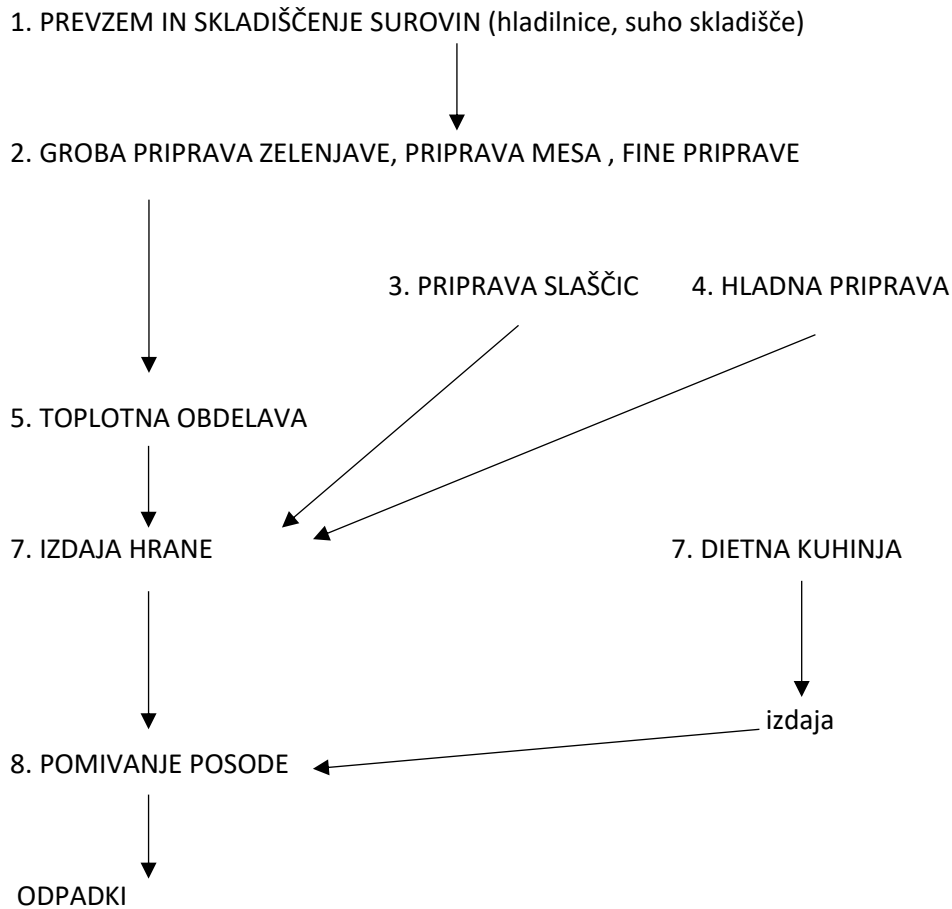 1. PREVZEM IN SKLADIŠČENJE SUROVIN (hladilnice, suho skladišče)
2. GROBA PRIPRAVA ZELENJAVE, PRIPRAVA MESA , FINE PRIPRAVE
3. PRIPRAVA SLAŠČIC
4. HLADNA PRIPRAVA
5. TOPLOTNA OBDELAVA
7. IZDAJA HRANE
7. DIETNA KUHINJA
izdaja
8. POMIVANJE POSODE
ODPADKI